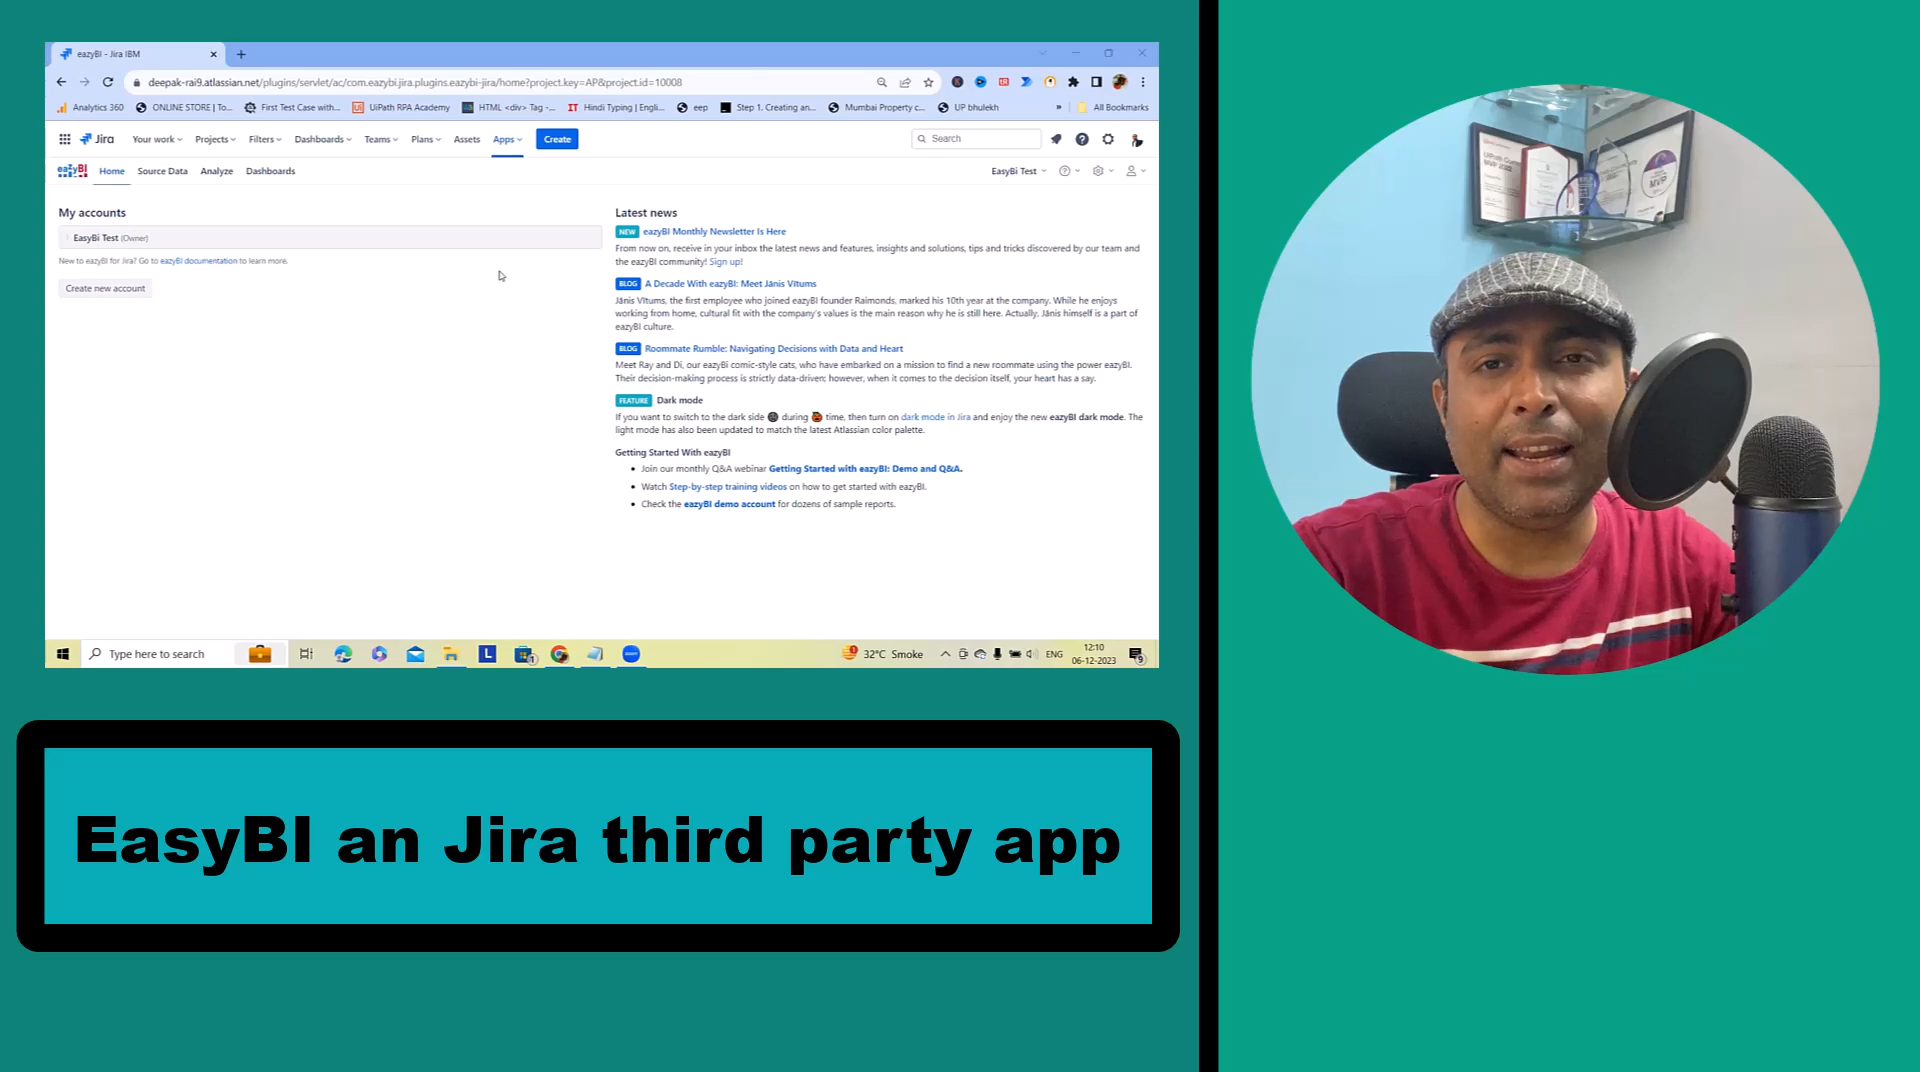 eazyBI - Jira IBM
deepak-rai9.atlassian.net/plugins/servlet/ac/com.eazybi.jira.plugins.eazybi-jira/home?project.key=AP&project.id=10008
Analytics 360 ONLINE STORE | To... First Test Case with... UiPath RPA Academy HTML <div> Tag -... Hindi Typing | Engli... eep Step 1. Creating an... Mumbai Property c... UP bhulekh » All Bookmarks
Jira Your work Projects Filters Dashboards Teams Plans Assets Apps Create Search
eazyBI Home Source Data Analyze Dashboards EasyBi Test
My accounts
EasyBi Test (Owner)
New to eazyBI for Jira? Go to eazyBI documentation to learn more.
Create new account
Latest news
NEW eazyBI Monthly Newsletter Is Here
From now on, receive in your inbox the latest news and features, insights and solutions, tips and tricks discovered by our team and
the eazyBI community! Sign up!
BLOG A Decade With eazyBI: Meet Jānis Vītums
Jānis Vītums, the first employee who joined eazyBI founder Raimonds, marked his 10th year at the company. While he enjoys
working from home, cultural fit with the company's values is the main reason why he is still here. Actually, Jānis himself is a part of
eazyBI culture.
BLOG Roommate Rumble: Navigating Decisions with Data and Heart
Meet Ray and Di, our eazyBi comic-style cats, who have embarked on a mission to find a new roommate using the power eazyBI.
Their decision-making process is strictly data-driven; however, when it comes to the decision itself, your heart has a say.
FEATURE Dark mode
If you want to switch to the dark side during time, then turn on dark mode in Jira and enjoy the new eazyBI dark mode. The
light mode has also been updated to match the latest Atlassian color palette.
Getting Started With eazyBI
Join our monthly Q&A webinar Getting Started with eazyBI: Demo and Q&A.
Watch Step-by-step training videos on how to get started with eazyBI.
Check the eazyBI demo account for dozens of sample reports.
Type here to search
32°C Smoke
ENG
12:10
06-12-2023
EasyBI an Jira third party app
MVP